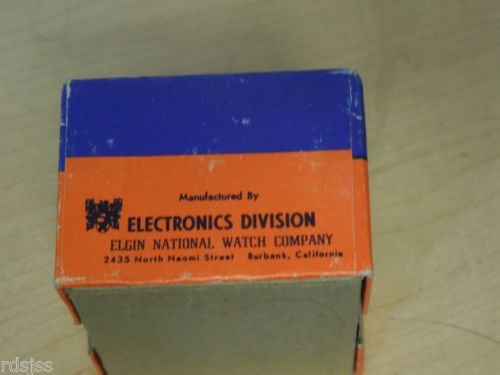 Manufactured By
ELECTRONICS DIVISION
ELGIN NATIONAL WATCH COMPANY
2435 North Naomi Street Burbank, California
rdsjss